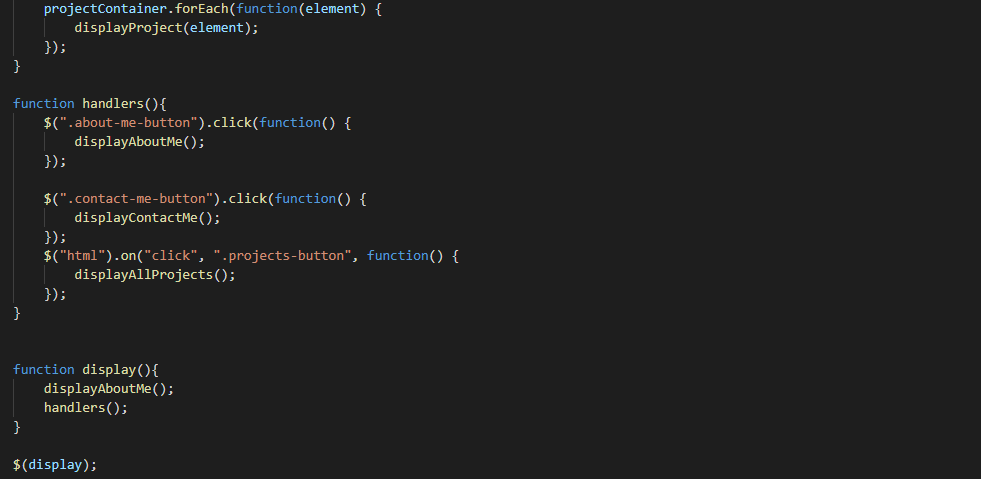 projectContainer.forEach(function(element) {
displayProject(element);
});
}
function handlers(){
$(".about-me-button").click(function() {
displayAboutMe();
});
$(".contact-me-button").click(function() {
displayContactMe();
});
$("html").on("click", ".projects-button", function() {
displayAllProjects();
});
}
function display(){
displayAboutMe();
handlers();
}
$(display);